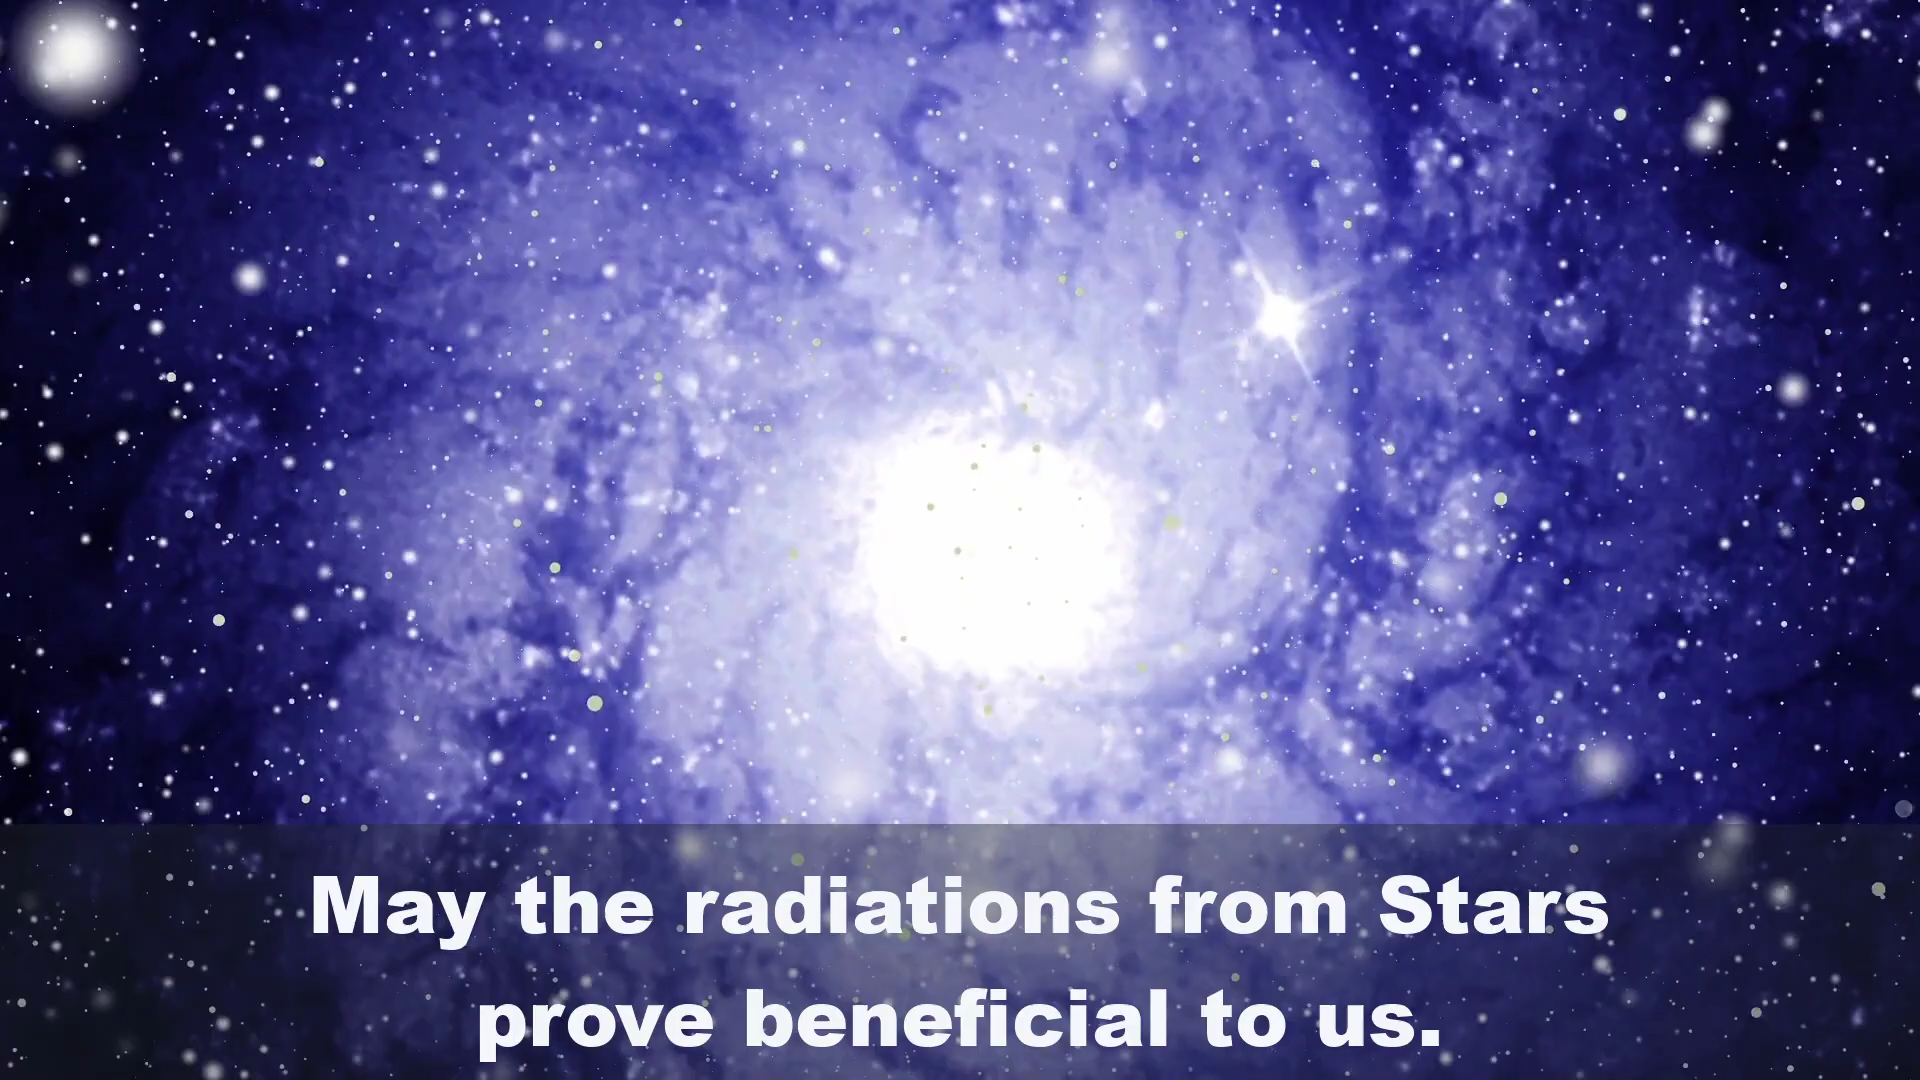 May the radiations from Stars
prove beneficial to us.